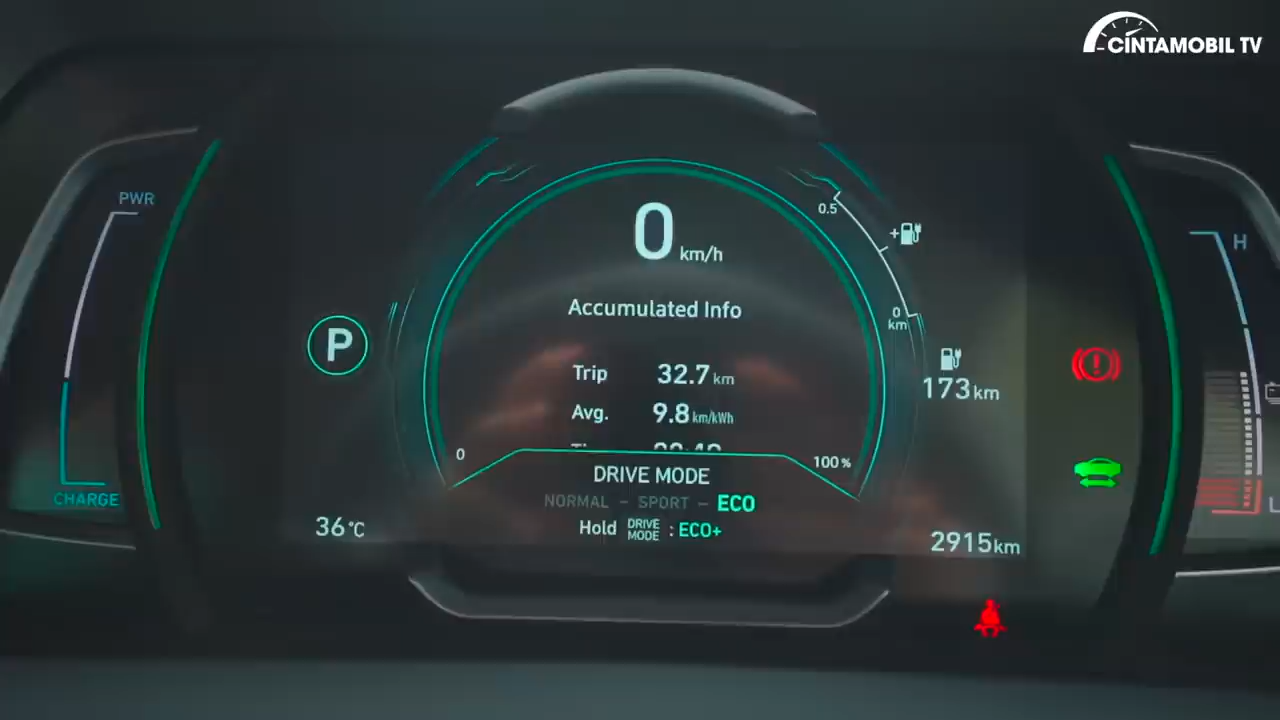 CINTAMOBIL TV
PWR
CHARGE
0 km/h
Accumulated Info
Trip 32.7 km
Avg. 9.8 km/kWh
0
100 %
DRIVE MODE
NORMAL - SPORT - ECO
Hold DRIVE MODE : ECO+
P
36 °C
0.5
+
0 km
173 km
2915 km
H